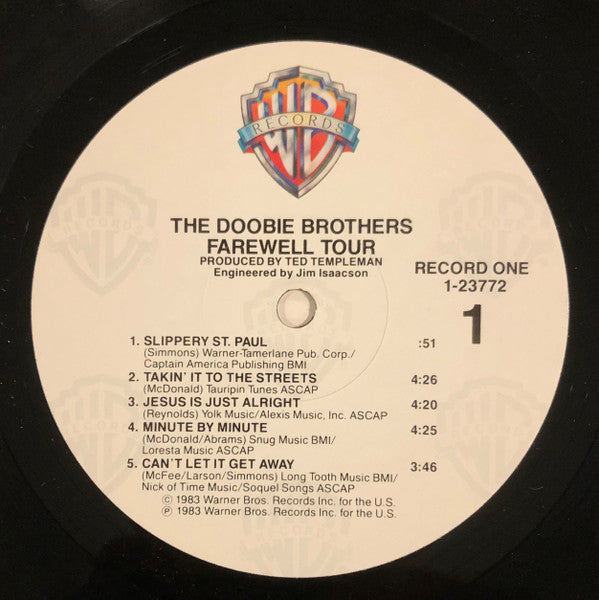 WB
RECORDS
THE DOOBIE BROTHERS
FAREWELL TOUR
PRODUCED BY TED TEMPLEMAN
Engineered by Jim Isaacson
RECORD ONE
1-23772
1
1. SLIPPERY ST. PAUL :51
(Simmons) Warner-Tamerlane Pub. Corp./
Captain America Publishing BMI
2. TAKIN' IT TO THE STREETS 4:26
(McDonald) Tauripin Tunes ASCAP
3. JESUS IS JUST ALRIGHT 4:20
(Reynolds) Yolk Music/Alexis Music, Inc. ASCAP
4. MINUTE BY MINUTE 4:25
(McDonald/Abrams) Snug Music BMI/
Loresta Music ASCAP
5. CAN'T LET IT GET AWAY 3:46
(McFee/Larson/Simmons) Long Tooth Music BMI/
Nick of Time Music/Soquel Songs ASCAP
© 1983 Warner Bros. Records Inc. for the U.S.
℗ 1983 Warner Bros. Records Inc. for the U.S.